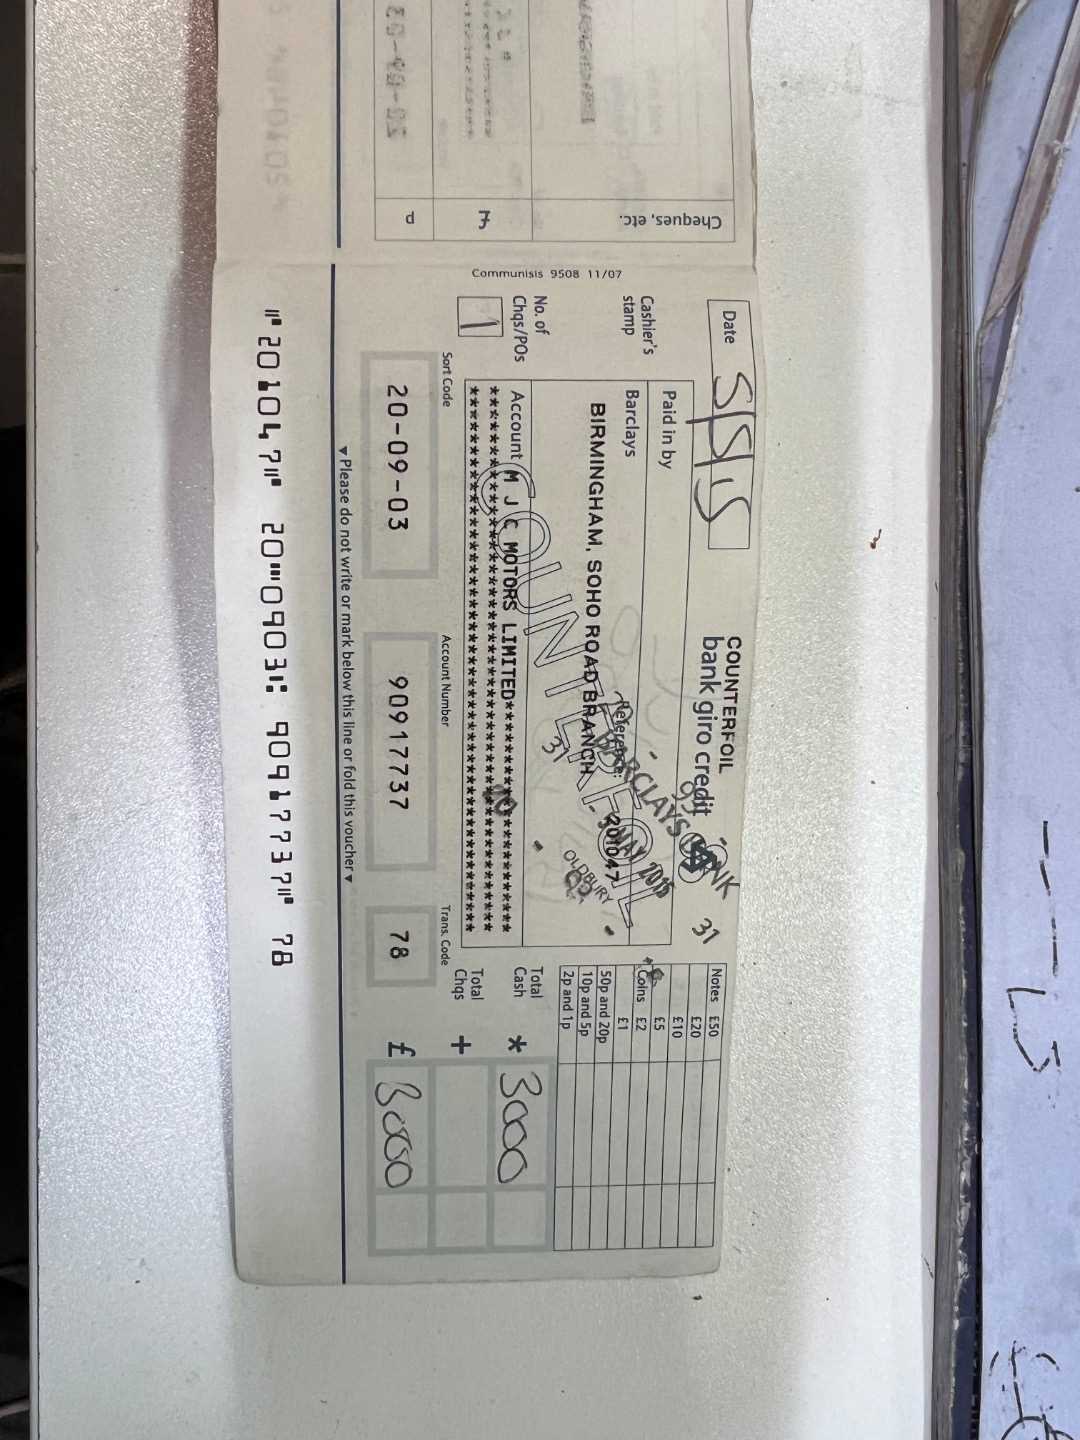 Cheques, etc.
£
p
Communisis 9508 11/07
Date 5/5/15
COUNTERFOIL
bank giro credit
Cashier's
stamp
Paid in by
Barclays
BIRMINGHAM, SOHO ROAD BRANCH
Reference:
301047
COUNTERFOIL
BARCLAYS BANK
MAY 2015
OLDBURY
31
31
No. of
Chqs/POs
1
Account M J C MOTORS LIMITED**********************
****************************************************
****************************************************
Sort Code
20-09-03
Account Number
90917737
Trans. Code
78
Notes £50
£20
£10
£5
Coins £2
£1
50p and 20p
10p and 5p
2p and 1p
Total
Cash * 3000
Total
Chqs +
£ 3000
▼ Please do not write or mark below this line or fold this voucher ▼
⑈201047⑈ 20⑉0903⑆ 90917737⑈ 78